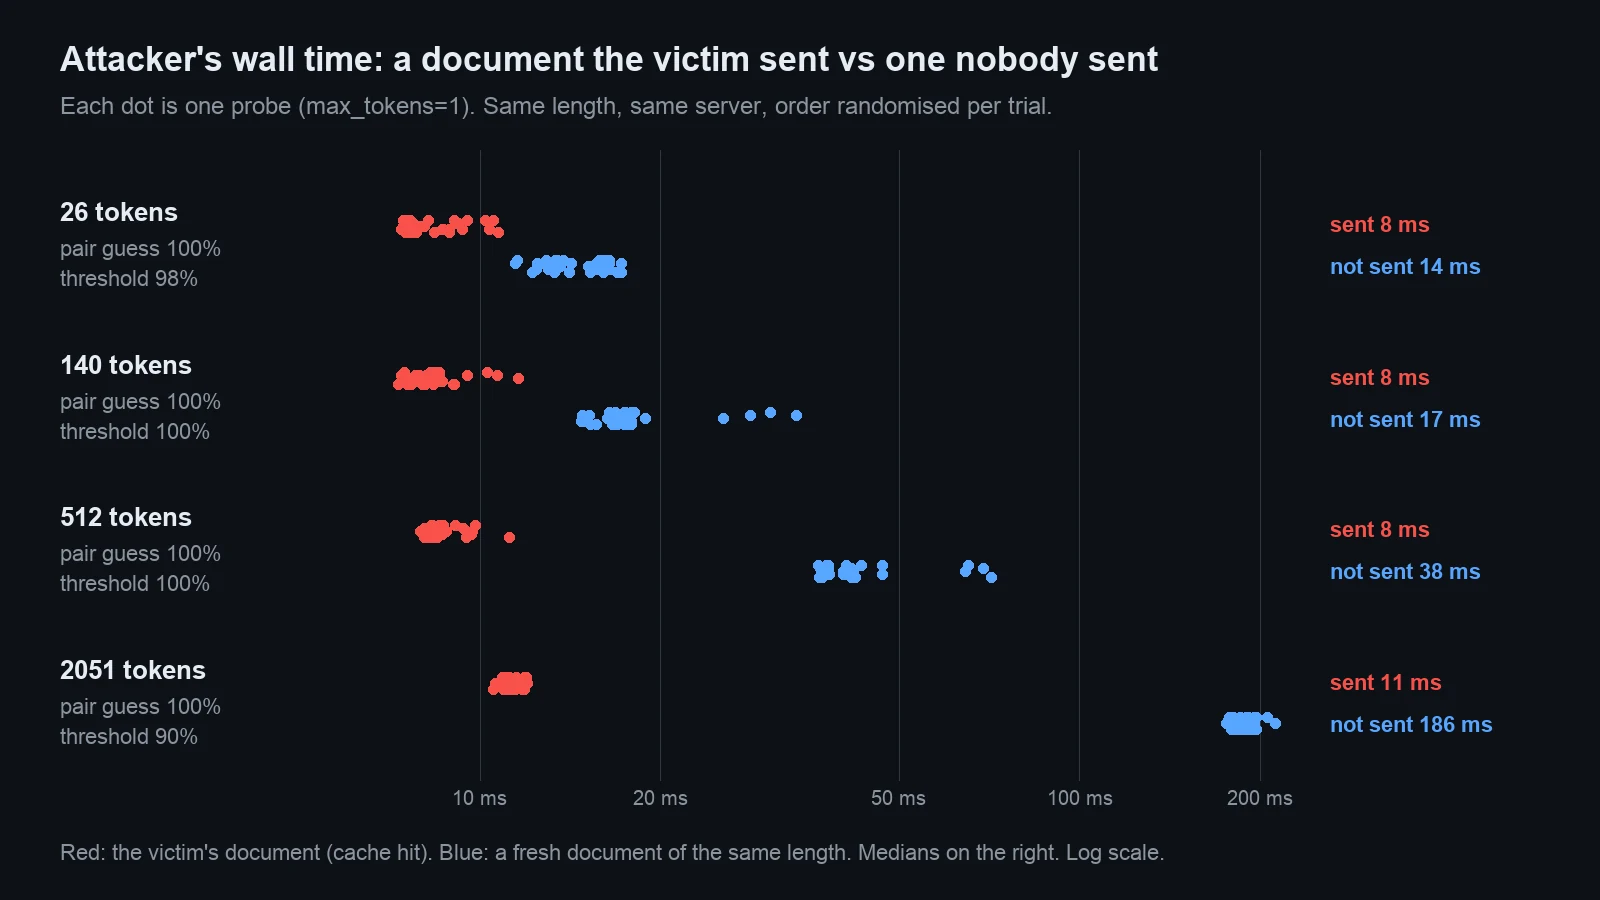 Attacker's wall time: a document the victim sent vs one nobody sent
Each dot is one probe (max_tokens=1). Same length, same server, order randomised per trial.
26 tokens
pair guess 100%
threshold 98%
sent 8 ms
not sent 14 ms
140 tokens
pair guess 100%
threshold 100%
sent 8 ms
not sent 17 ms
512 tokens
pair guess 100%
threshold 100%
sent 8 ms
not sent 38 ms
2051 tokens
pair guess 100%
threshold 90%
sent 11 ms
not sent 186 ms
10 ms 20 ms 50 ms 100 ms 200 ms
Red: the victim's document (cache hit). Blue: a fresh document of the same length. Medians on the right. Log scale.